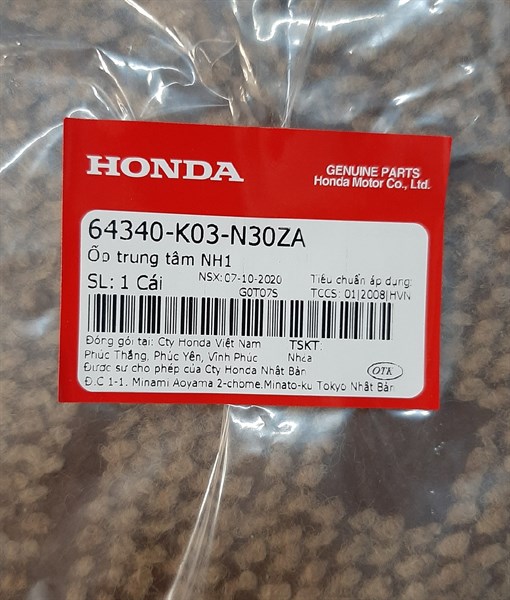 HONDA
GENUINE PARTS
Honda Motor Co., Ltd.
64340-K03-N30ZA
Ốp trung tâm NH1
SL: 1 Cái
NSX: 07-10-2020
G0T07S
Tiêu chuẩn áp dụng:
TCCS: 01|2008|HVN
Đóng gói tại: Cty Honda Việt Nam
Phúc Thắng, Phúc Yên, Vĩnh Phúc
TSKT:
Nhựa
Được sự cho phép của Cty Honda Nhật Bản
Đ.C 1-1, Minami Aoyama 2-chome,Minato-ku Tokyo Nhật Bản
OTK